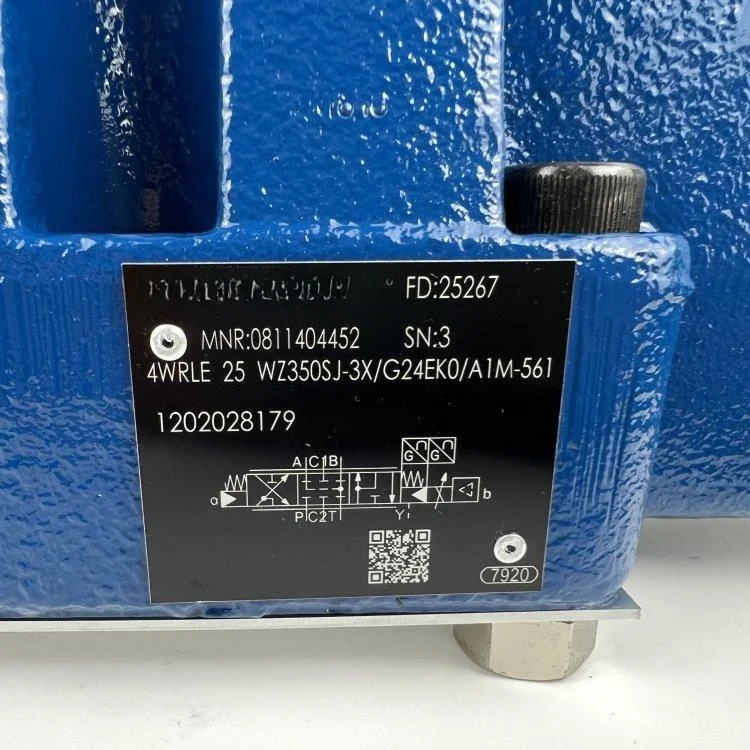 FD:25267
MNR:0811404452 SN:3
4WRLE 25 WZ350SJ-3X/G24EK0/A1M-561
1202028179
G G
A C1 B
a b
P C2 T Y
7920